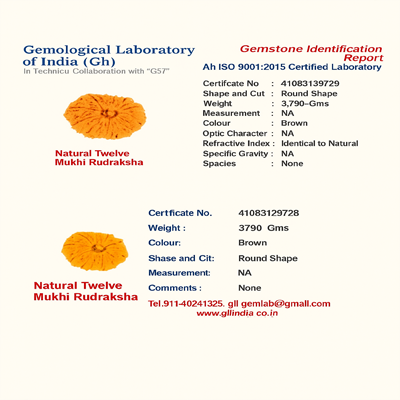 Gemological Laboratory
of India (Gh)
In Technicu Collaboration with "G57"
Gemstone Identification
Report
Ah ISO 9001:2015 Certified Laboratory
Certifcate No : 41083139729
Shape and Cut : Round Shape
Weight : 3,790–Gms
Measurement : NA
Colour : Brown
Optic Character : NA
Refractive Index : Identical to Natural
Specific Gravity : NA
Spacies : None
Natural Twelve
Mukhi Rudraksha
Certficate No. 41083129728
Weight : 3790 Gms
Colour: Brown
Shase and Cit: Round Shape
Measurement: NA
Comments : None
Natural Twelve
Mukhi Rudraksha
Tel.911-40241325. gll gemlab@gmall.com
www.gllindia co.in